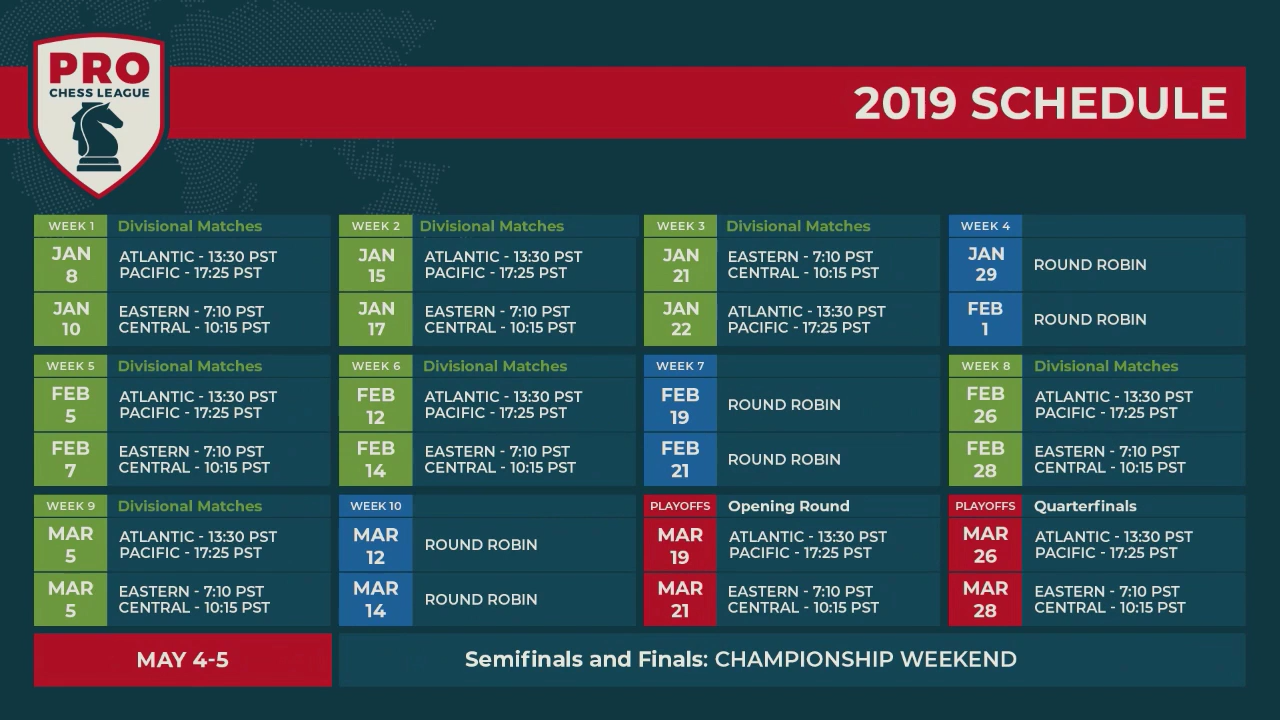 PRO
CHESS LEAGUE
2019 SCHEDULE
WEEK 1
Divisional Matches
JAN
8
ATLANTIC - 13:30 PST
PACIFIC - 17:25 PST
JAN
10
EASTERN - 7:10 PST
CENTRAL - 10:15 PST
WEEK 2
Divisional Matches
JAN
15
ATLANTIC - 13:30 PST
PACIFIC - 17:25 PST
JAN
17
EASTERN - 7:10 PST
CENTRAL - 10:15 PST
WEEK 3
Divisional Matches
JAN
21
EASTERN - 7:10 PST
CENTRAL - 10:15 PST
JAN
22
ATLANTIC - 13:30 PST
PACIFIC - 17:25 PST
WEEK 4
JAN
29
ROUND ROBIN
FEB
1
ROUND ROBIN
WEEK 5
Divisional Matches
FEB
5
ATLANTIC - 13:30 PST
PACIFIC - 17:25 PST
FEB
7
EASTERN - 7:10 PST
CENTRAL - 10:15 PST
WEEK 6
Divisional Matches
FEB
12
ATLANTIC - 13:30 PST
PACIFIC - 17:25 PST
FEB
14
EASTERN - 7:10 PST
CENTRAL - 10:15 PST
WEEK 7
FEB
19
ROUND ROBIN
FEB
21
ROUND ROBIN
WEEK 8
Divisional Matches
FEB
26
ATLANTIC - 13:30 PST
PACIFIC - 17:25 PST
FEB
28
EASTERN - 7:10 PST
CENTRAL - 10:15 PST
WEEK 9
Divisional Matches
MAR
5
ATLANTIC - 13:30 PST
PACIFIC - 17:25 PST
MAR
5
EASTERN - 7:10 PST
CENTRAL - 10:15 PST
WEEK 10
MAR
12
ROUND ROBIN
MAR
14
ROUND ROBIN
PLAYOFFS
Opening Round
MAR
19
ATLANTIC - 13:30 PST
PACIFIC - 17:25 PST
MAR
21
EASTERN - 7:10 PST
CENTRAL - 10:15 PST
PLAYOFFS
Quarterfinals
MAR
26
ATLANTIC - 13:30 PST
PACIFIC - 17:25 PST
MAR
28
EASTERN - 7:10 PST
CENTRAL - 10:15 PST
MAY 4-5
Semifinals and Finals: CHAMPIONSHIP WEEKEND